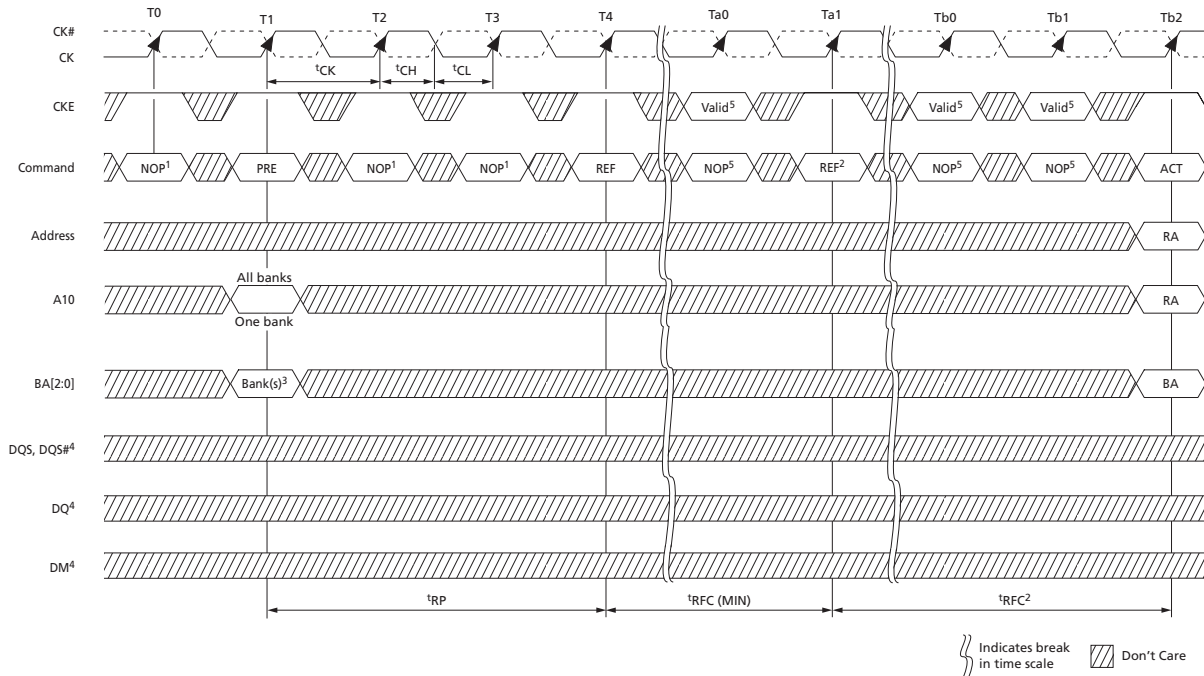 T0 T1 T2 T3 T4 Ta0 Ta1 Tb0 Tb1 Tb2
CK#
CK
tCK tCH tCL
CKE Valid5 Valid5 Valid5
Command NOP1 PRE NOP1 NOP1 REF NOP5 REF2 NOP5 NOP5 ACT
Address RA
All banks
A10 RA
One bank
BA[2:0] Bank(s)3 BA
DQS, DQS#4
DQ4
DM4
tRP tRFC (MIN) tRFC2
Indicates break
in time scale
Don't Care